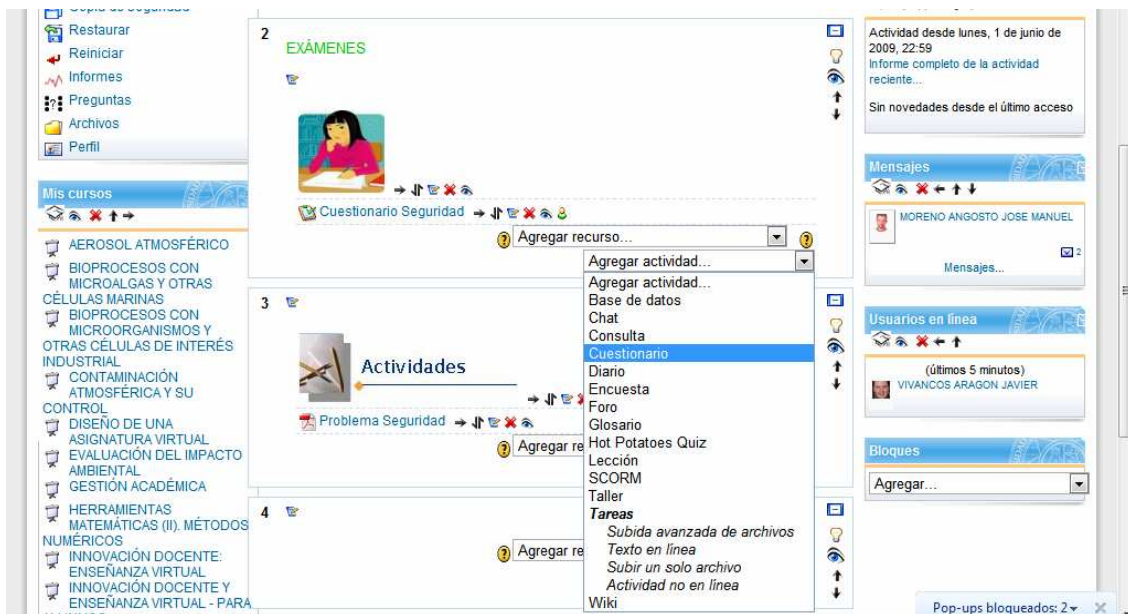 Restaurar
Reiniciar
Informes
Preguntas
Archivos
Perfil
Mis cursos
AEROSOL ATMOSFÉRICO
BIOPROCESOS CON
MICROALGAS Y OTRAS
CÉLULAS MARINAS
BIOPROCESOS CON
MICROORGANISMOS Y
OTRAS CÉLULAS DE INTERÉS
INDUSTRIAL
CONTAMINACIÓN
ATMOSFÉRICA Y SU
CONTROL
DISEÑO DE UNA
ASIGNATURA VIRTUAL
EVALUACIÓN DEL IMPACTO
AMBIENTAL
GESTIÓN ACADÉMICA
HERRAMIENTAS
MATEMÁTICAS (II). MÉTODOS
NUMÉRICOS
INNOVACIÓN DOCENTE:
ENSEÑANZA VIRTUAL
INNOVACIÓN DOCENTE Y
ENSEÑANZA VIRTUAL - PARA
2
EXÁMENES
Cuestionario Seguridad
Agregar recurso...
Agregar actividad...
Agregar actividad...
Base de datos
Chat
Consulta
Cuestionario
Diario
Encuesta
Foro
Glosario
Hot Potatoes Quiz
Lección
SCORM
Taller
Tareas
Subida avanzada de archivos
Texto en línea
Subir un solo archivo
Actividad no en línea
Wiki
3
Actividades
Problema Seguridad
Agregar re
4
Agregar re
Actividad desde lunes, 1 de junio de
2009, 22:59
Informe completo de la actividad
reciente...
Sin novedades desde el último acceso
Mensajes
MORENO ANGOSTO JOSE MANUEL
2
Mensajes...
Usuarios en línea
(últimos 5 minutos)
VIVANCOS ARAGON JAVIER
Bloques
Agregar...
Pop-ups bloqueados: 2